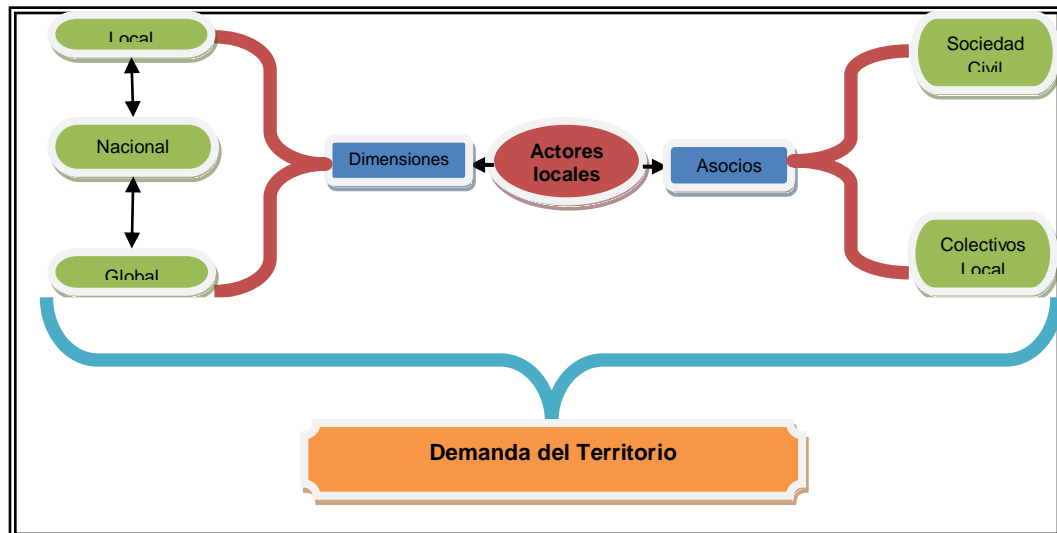 Local
Nacional
Global
Dimensiones
Actores
locales
Asocios
Sociedad
Civil
Colectivos
Local
Demanda del Territorio